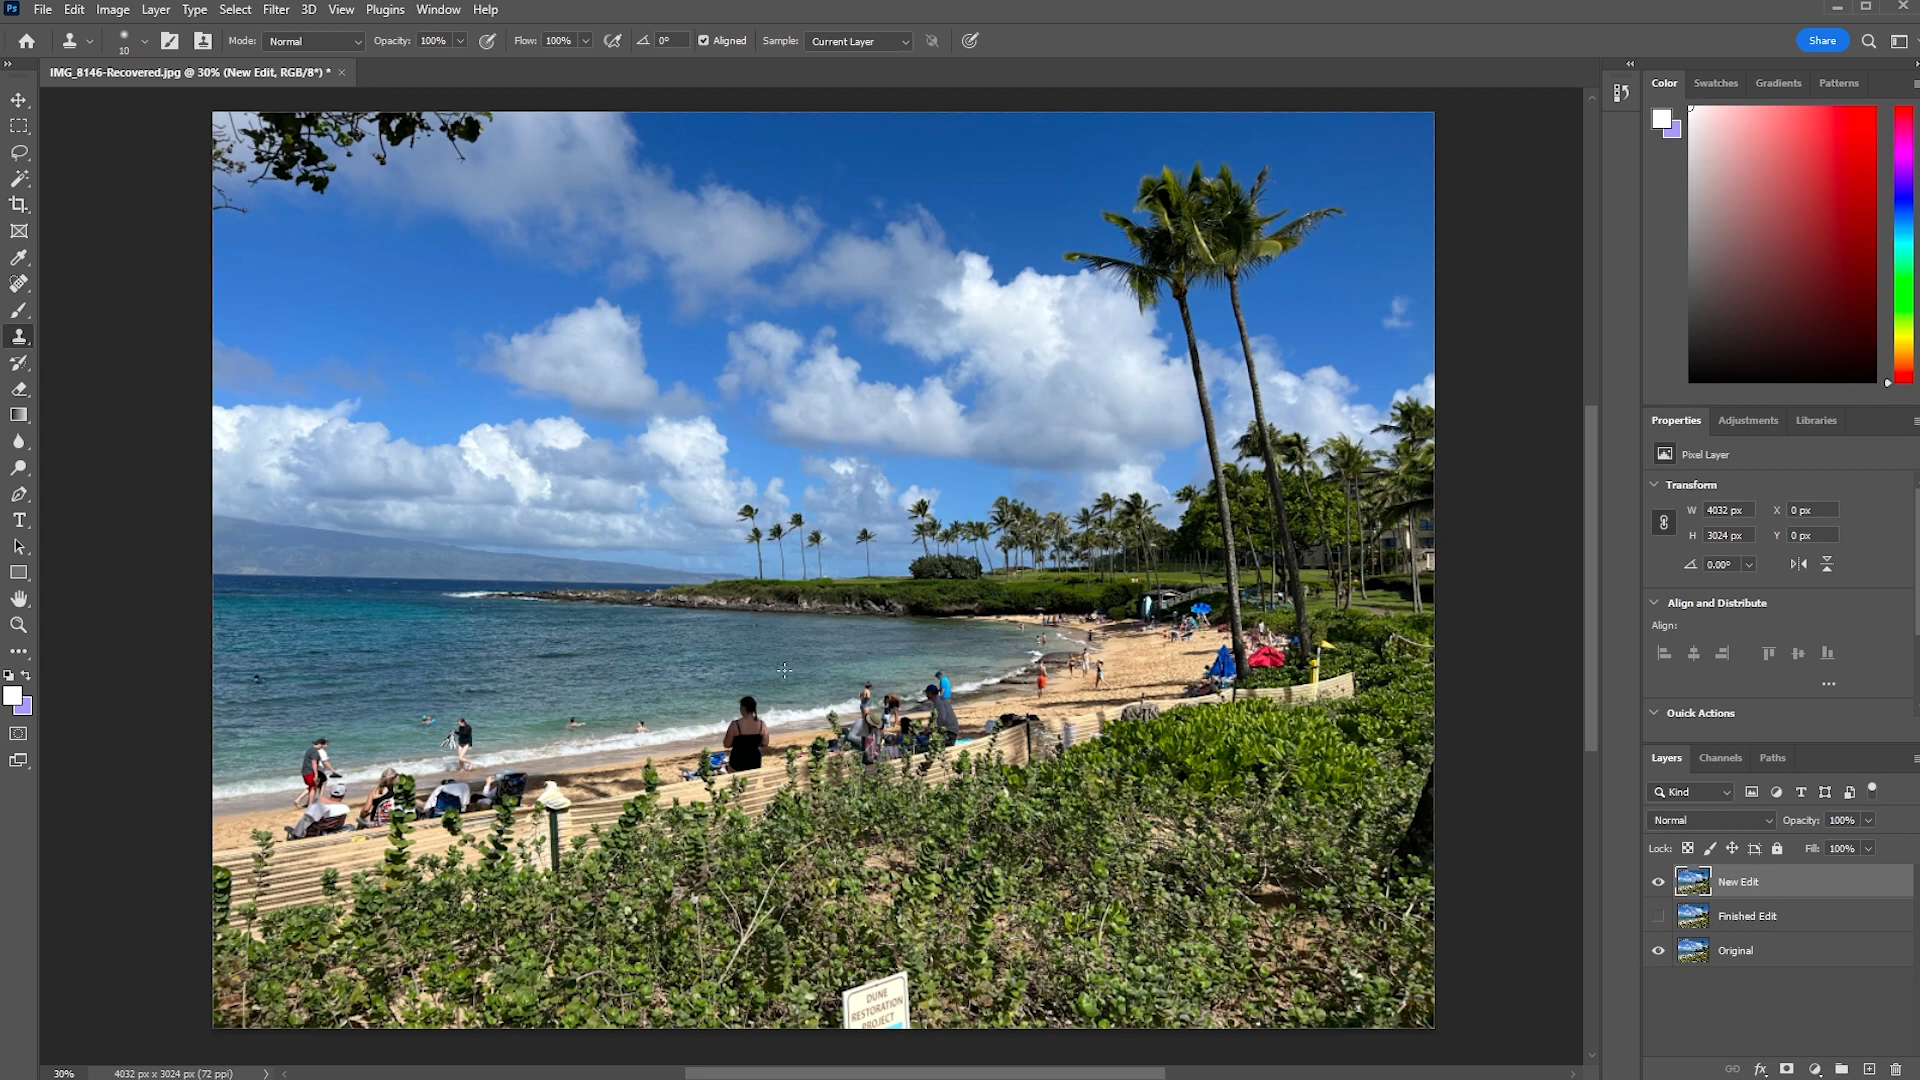 Ps File Edit Image Layer Type Select Filter 3D View Plugins Window Help
10 Mode: Normal Opacity: 100% Flow: 100% 0° Aligned Sample: Current Layer Share
IMG_8146-Recovered.jpg @ 30% (New Edit, RGB/8*) * ×
Color Swatches Gradients Patterns
Properties Adjustments Libraries
Pixel Layer
Transform
W 4032 px X 0 px
H 3024 px Y 0 px
0.00°
Align and Distribute
Align:
Quick Actions
Layers Channels Paths
Kind
Normal Opacity: 100%
Lock: Fill: 100%
New Edit
Finished Edit
Original
DUNE
RESTORATION
PROJECT
30% 4032 px x 3024 px (72 ppi)